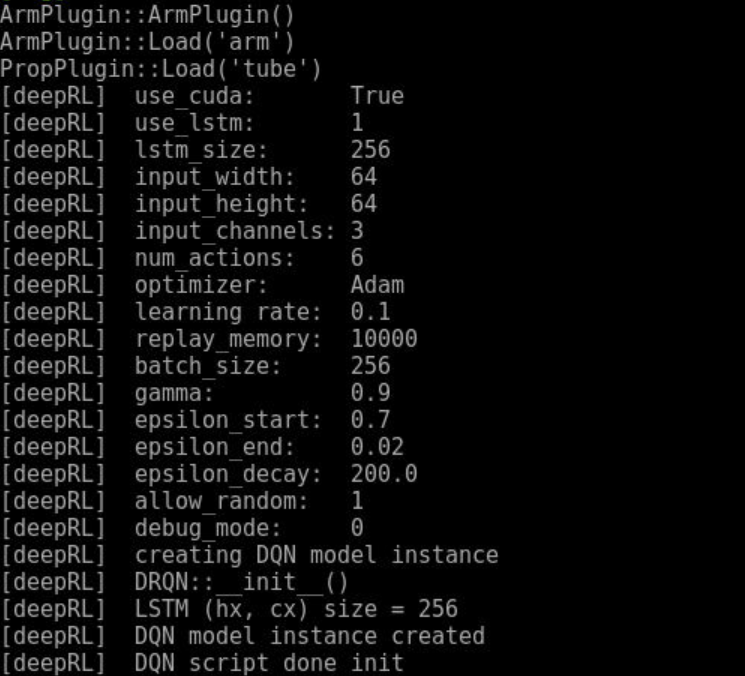 ArmPlugin::ArmPlugin()
ArmPlugin::Load('arm')
PropPlugin::Load('tube')
[deepRL]  use_cuda:       True
[deepRL]  use_lstm:       1
[deepRL]  lstm_size:      256
[deepRL]  input_width:    64
[deepRL]  input_height:   64
[deepRL]  input_channels: 3
[deepRL]  num_actions:    6
[deepRL]  optimizer:      Adam
[deepRL]  learning rate:  0.1
[deepRL]  replay_memory:  10000
[deepRL]  batch_size:     256
[deepRL]  gamma:          0.9
[deepRL]  epsilon_start:  0.7
[deepRL]  epsilon_end:    0.02
[deepRL]  epsilon_decay:  200.0
[deepRL]  allow_random:   1
[deepRL]  debug_mode:     0
[deepRL]  creating DQN model instance
[deepRL]  DRQN::__init__()
[deepRL]  LSTM (hx, cx) size = 256
[deepRL]  DQN model instance created
[deepRL]  DQN script done init